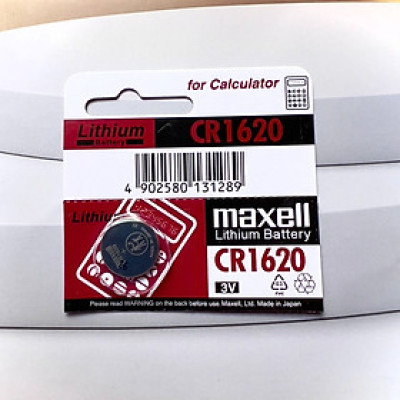 for Calculator
Lithium
Battery
CR1620
4 902580 131289
Lithium
maxell
Lithium Battery
CR1620
3V
PVC
Please read WARNING on the back before use Maxell, Ltd. Made in Japan